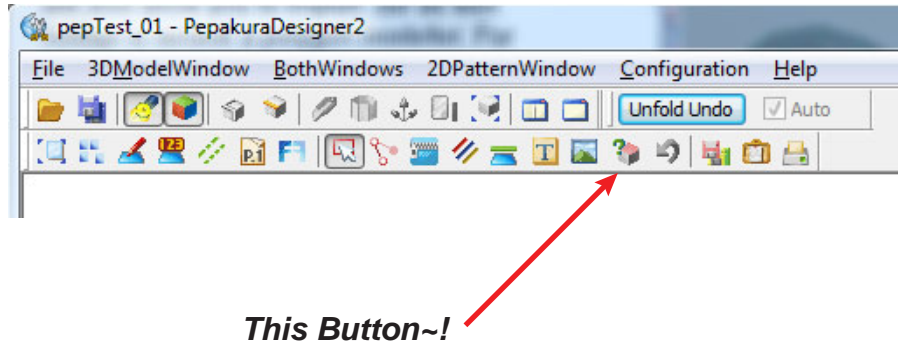 pepTest_01 - PepakuraDesigner2
File 3DModelWindow BothWindows 2DPatternWindow Configuration Help
Unfold Undo Auto
123 P.1 T
This Button~!